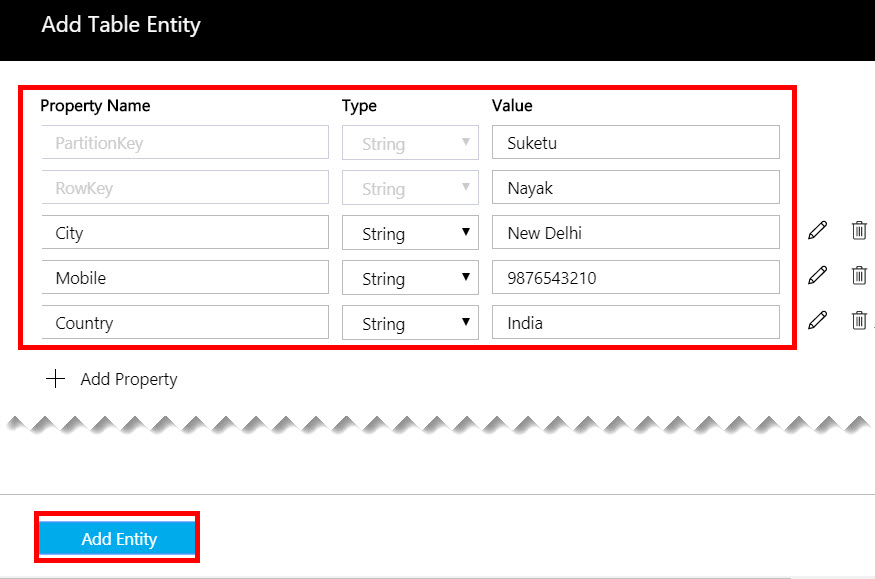 Add Table Entity
Property Name Type Value
PartitionKey String Suketu
RowKey String Nayak
City String New Delhi
Mobile String 9876543210
Country String India
Add Property
Add Entity